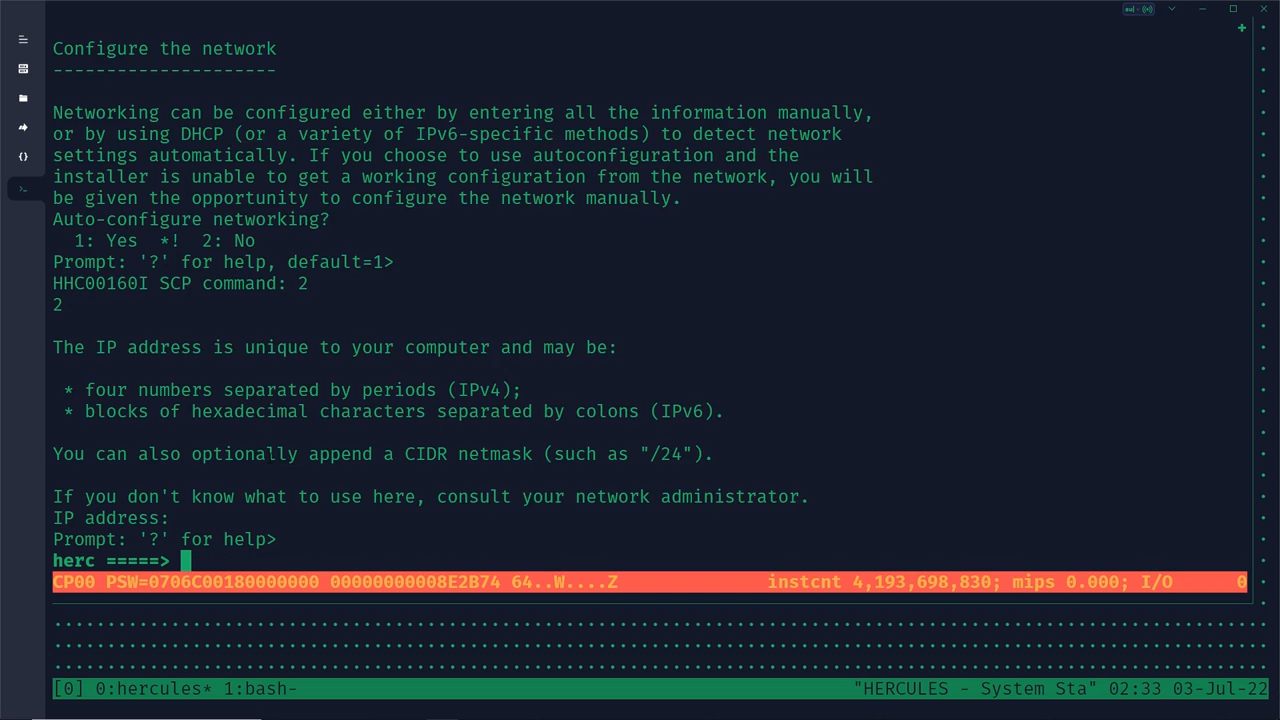 Configure the network
---------------------
Networking can be configured either by entering all the information manually,
or by using DHCP (or a variety of IPv6-specific methods) to detect network
settings automatically. If you choose to use autoconfiguration and the
installer is unable to get a working configuration from the network, you will
be given the opportunity to configure the network manually.
Auto-configure networking?
  1: Yes  *!  2: No
Prompt: '?' for help, default=1>
HHC00160I SCP command: 2
2
The IP address is unique to your computer and may be:
 * four numbers separated by periods (IPv4);
 * blocks of hexadecimal characters separated by colons (IPv6).
You can also optionally append a CIDR netmask (such as "/24").
If you don't know what to use here, consult your network administrator.
IP address:
Prompt: '?' for help>
herc =====>
CP00 PSW=0706C00180000000 00000000008E2B74 64..W....Z              instcnt 4,193,698,830; mips 0.000; I/O      0
[0] 0:hercules* 1:bash-    "HERCULES - System Sta" 02:33 03-Jul-22